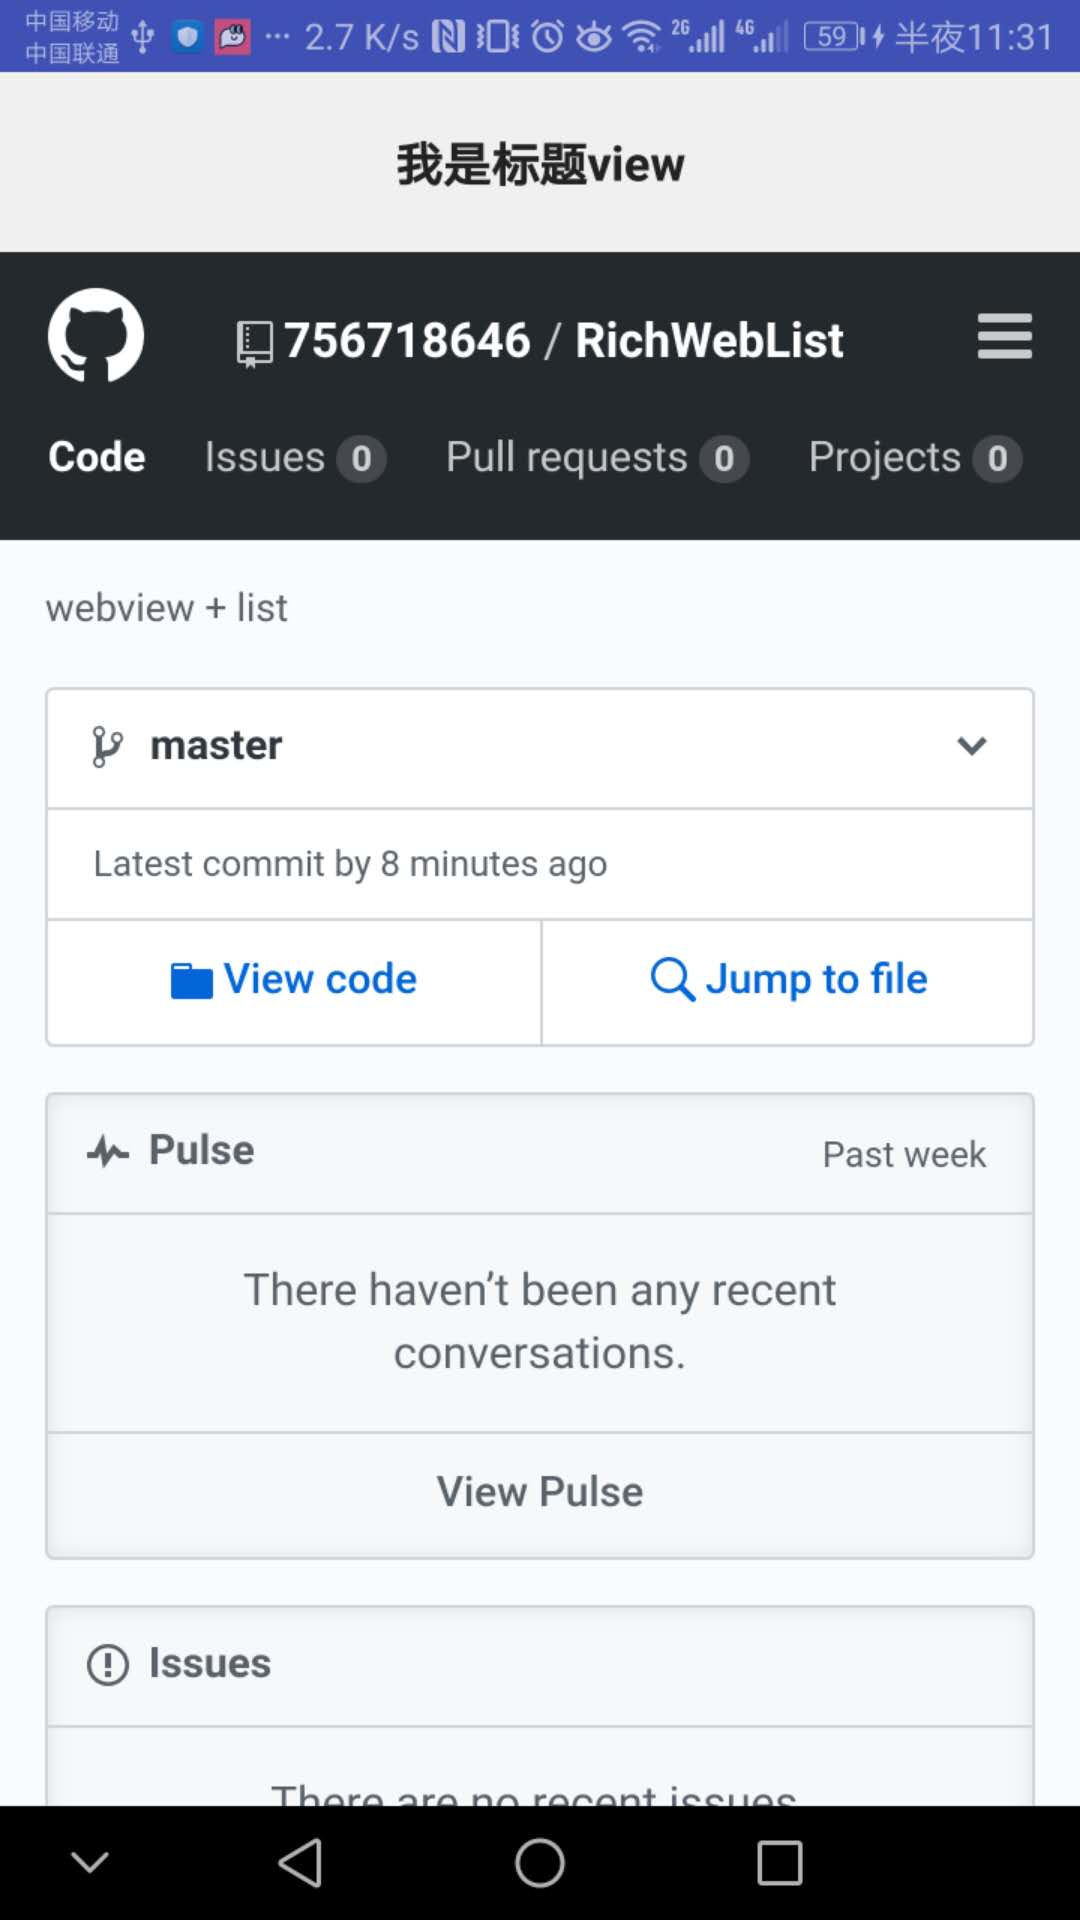 中国移动
中国联通
... 2.7 K/s 2G 4G 59 半夜11:31
我是标题view
756718646 / RichWebList
Code Issues 0 Pull requests 0 Projects 0
webview + list
master
Latest commit by 8 minutes ago
View code Jump to file
Pulse Past week
There haven’t been any recent
conversations.
View Pulse
Issues
There are no recent issues